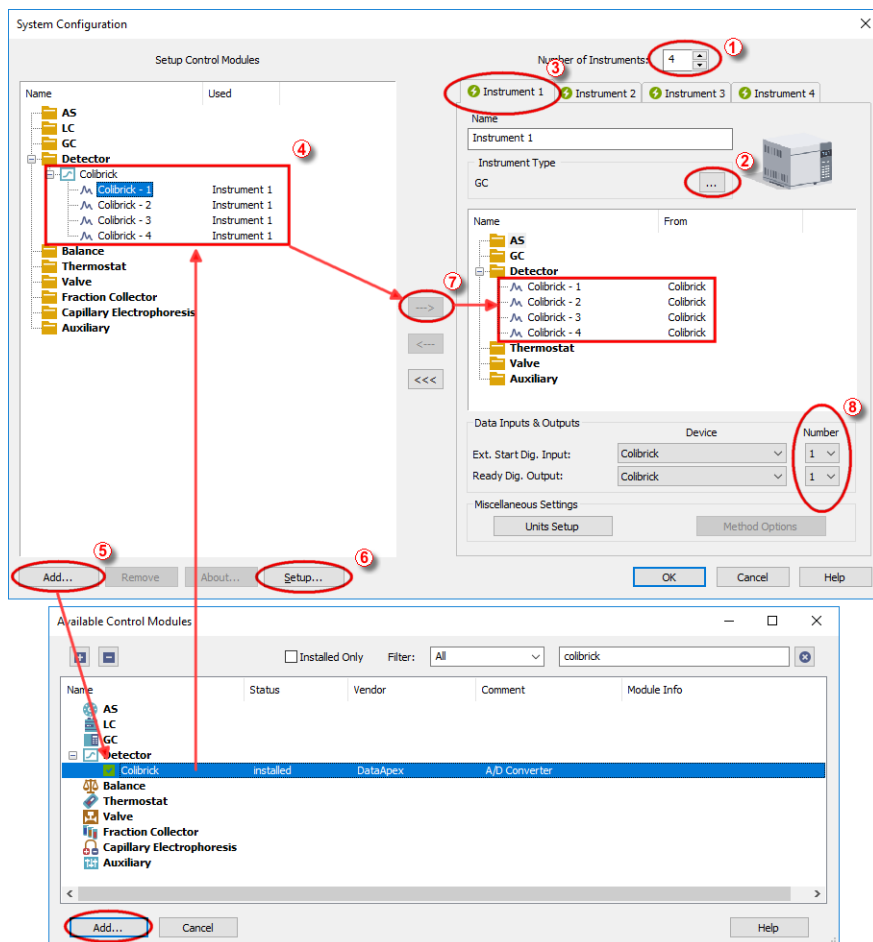 System Configuration
Setup Control Modules
Number of Instruments:
4
①
③
Name
Used
AS
LC
GC
Detector
Colibrick
④
Colibrick - 1 Instrument 1
Colibrick - 2 Instrument 1
Colibrick - 3 Instrument 1
Colibrick - 4 Instrument 1
Balance
Thermostat
Valve
Fraction Collector
Capillary Electrophoresis
Auxiliary
⑦
--->
<---
<<<
Instrument 1 Instrument 2 Instrument 3 Instrument 4
Name
Instrument 1
Instrument Type
②
GC ...
Name From
AS
GC
Detector
Colibrick - 1 Colibrick
Colibrick - 2 Colibrick
Colibrick - 3 Colibrick
Colibrick - 4 Colibrick
Thermostat
Valve
Auxiliary
Data Inputs & Outputs
⑧
Device Number
Ext. Start Dig. Input: Colibrick 1
Ready Dig. Output: Colibrick 1
Miscellaneous Settings
Units Setup Method Options
⑤
⑥
Add... Remove About... Setup... OK Cancel Help
Available Control Modules
Installed Only Filter: All colibrick
Name Status Vendor Comment Module Info
AS
LC
GC
Detector
Colibrick installed DataApex A/D Converter
Balance
Thermostat
Valve
Fraction Collector
Capillary Electrophoresis
Auxiliary
Add... Cancel Help